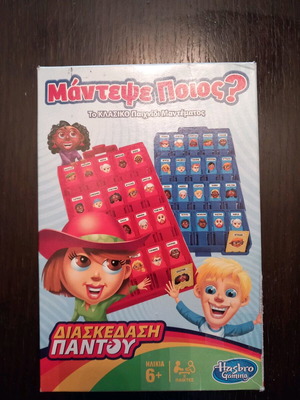 Μάντεψε Ποιος?
Το ΚΛΑΣΙΚΟ Παιχνίδι Μαντέματος
ΔΙΑΣΚΕΔΑΣΗ
ΠΑΝΤΟΥ
ΗΛΙΚΙΑ
6+
Hasbro
Gaming